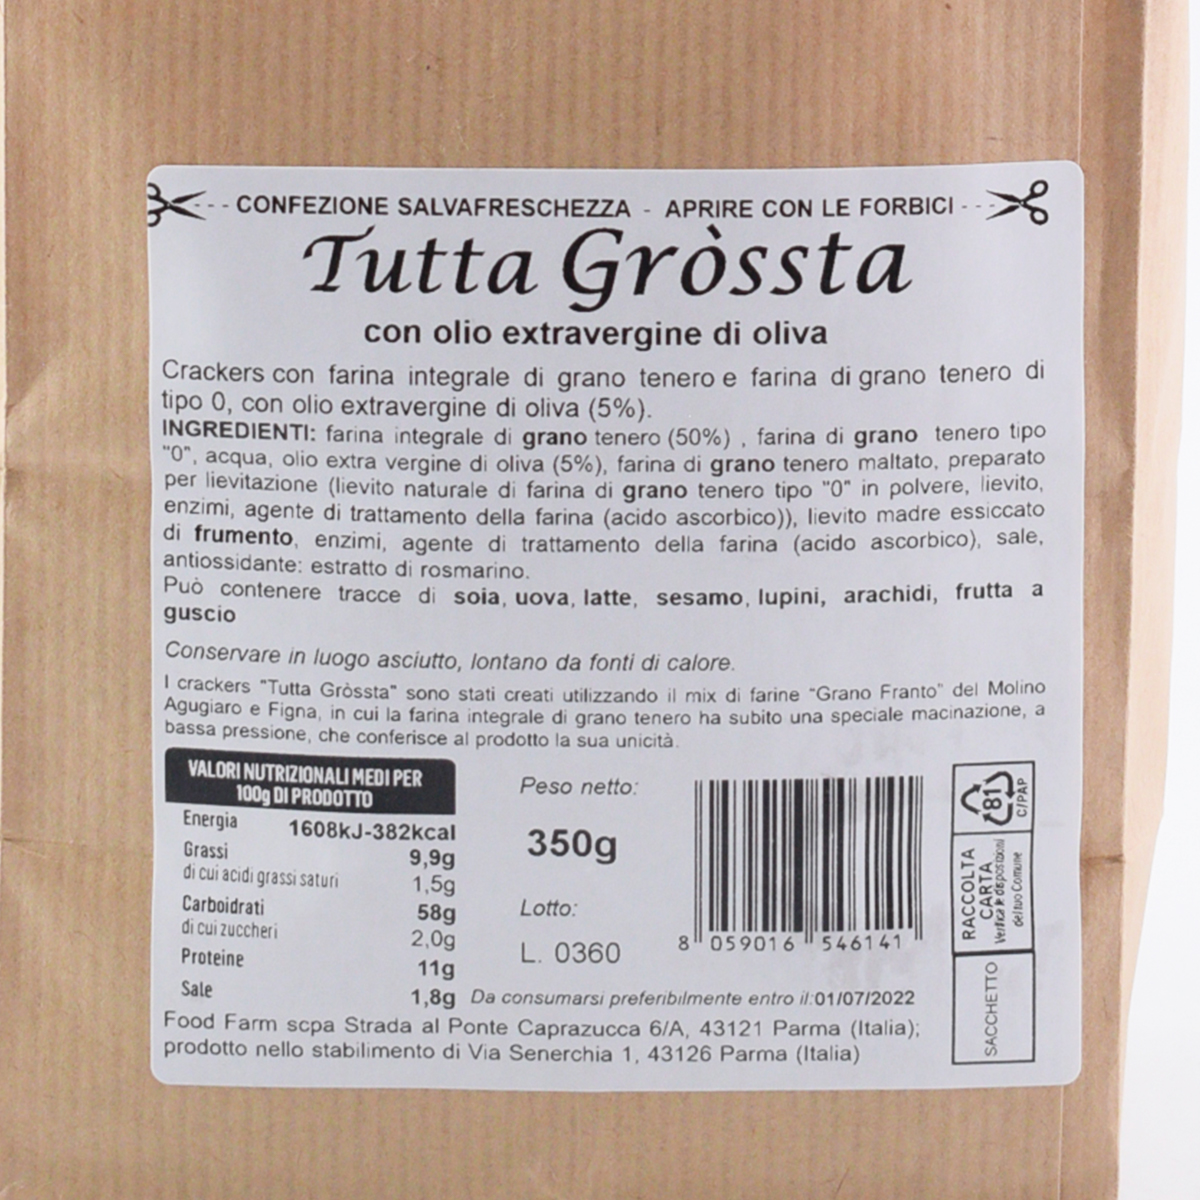 CONFEZIONE SALVAFRESCHEZZA - APRIRE CON LE FORBICI
Tutta Gròssta
con olio extravergine di oliva
Crackers con farina integrale di grano tenero e farina di grano tenero di
tipo 0, con olio extravergine di oliva (5%).
INGREDIENTI: farina integrale di grano tenero (50%) , farina di grano tenero tipo
"0", acqua, olio extra vergine di oliva (5%), farina di grano tenero maltato, preparato
per lievitazione (lievito naturale di farina di grano tenero tipo "0" in polvere, lievito,
enzimi, agente di trattamento della farina (acido ascorbico)), lievito madre essiccato
di frumento, enzimi, agente di trattamento della farina (acido ascorbico), sale,
antiossidante: estratto di rosmarino.
Può contenere tracce di soia, uova, latte, sesamo, lupini, arachidi, frutta a
guscio
Conservare in luogo asciutto, lontano da fonti di calore.
I crackers "Tutta Gròssta" sono stati creati utilizzando il mix di farine "Grano Franto" del Molino
Agugiaro e Figna, in cui la farina integrale di grano tenero ha subito una speciale macinazione, a
bassa pressione, che conferisce al prodotto la sua unicità.
VALORI NUTRIZIONALI MEDI PER
100g DI PRODOTTO
Energia 1608kJ-382kcal
Grassi 9,9g
di cui acidi grassi saturi 1,5g
Carboidrati 58g
di cui zuccheri 2,0g
Proteine 11g
Sale 1,8g
Peso netto:
350g
Lotto:
L. 0360
8 059016 546141
Da consumarsi preferibilmente entro il:01/07/2022
Food Farm scpa Strada al Ponte Caprazucca 6/A, 43121 Parma (Italia);
prodotto nello stabilimento di Via Senerchia 1, 43126 Parma (Italia)
81
C/PAP
RACCOLTA
CARTA
Verifica le disposizioni
del tuo Comune
SACCHETTO